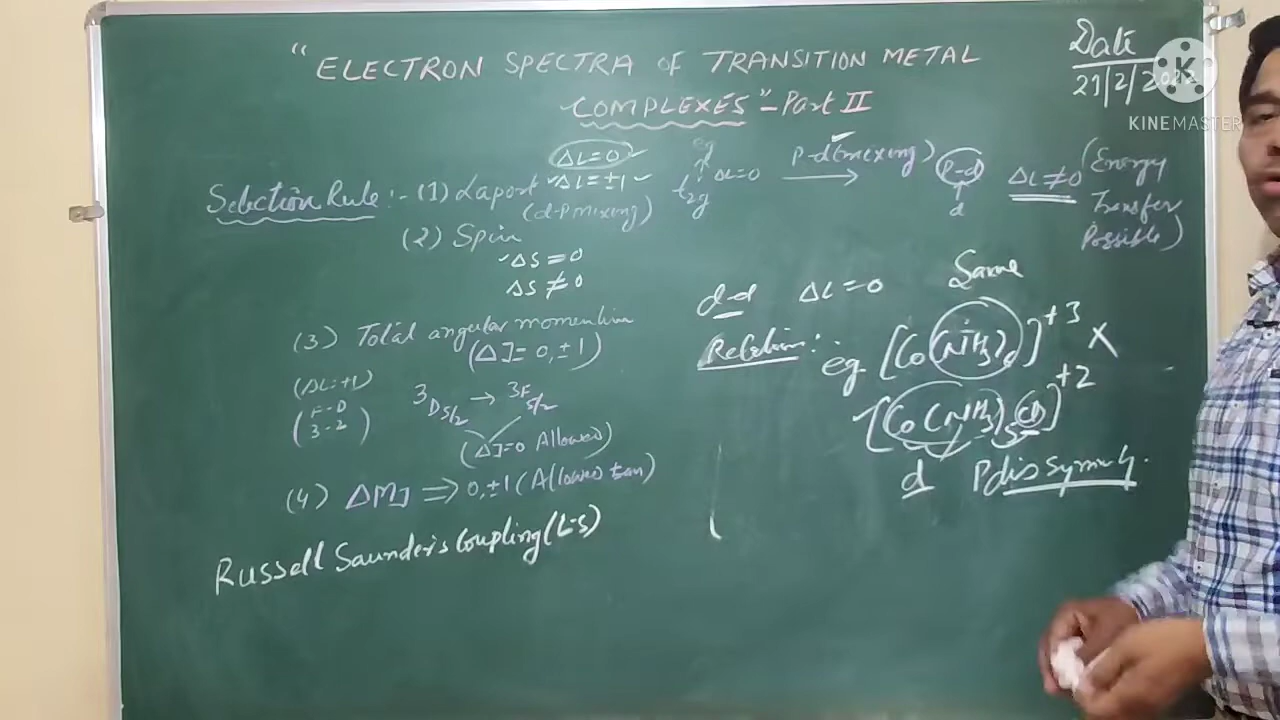 "ELECTRON SPECTRA OF TRANSITION METAL
COMPLEXES" – Part II
Date
21/2/2022
KINEMASTER
Selection Rule :- (1) Laport
ΔL=0
ΔL=±1
(d-p mixing)
eg
t2g
ΔL=0
P-d (mixing)
P-d
d
ΔL≠0 (Energy
Transfer
Possible)
(2) Spin
ΔS=0
ΔS≠0
(3) Total angular momentum
(ΔJ=0,±1)
(ΔL=+1)
(F-D
3-2)
3D5/2 → 3F5/2
(ΔJ=0 Allowed)
(4) ΔMJ ⇒ 0,±1 (Allowed tran)
Russell Saunder's Coupling (L-S)
d-d ΔL=0 Same
Relation:-
eg [Co(NH3)6]+3 X
[Co(NH3)5Cl]+2
d P dissym